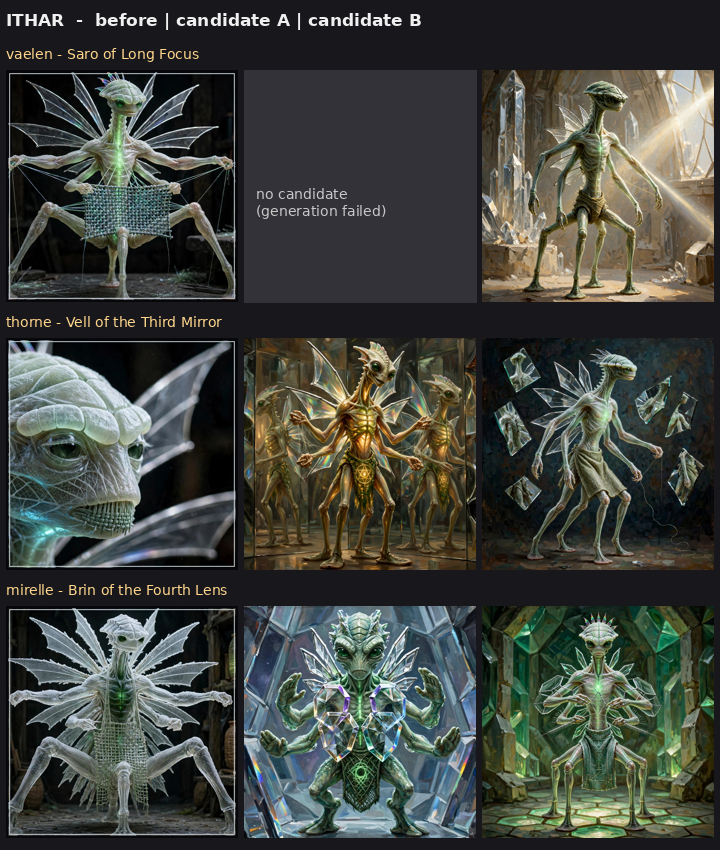 ITHAR - before | candidate A | candidate B
vaelen - Saro of Long Focus
no candidate
(generation failed)
thorne - Vell of the Third Mirror
mirelle - Brin of the Fourth Lens